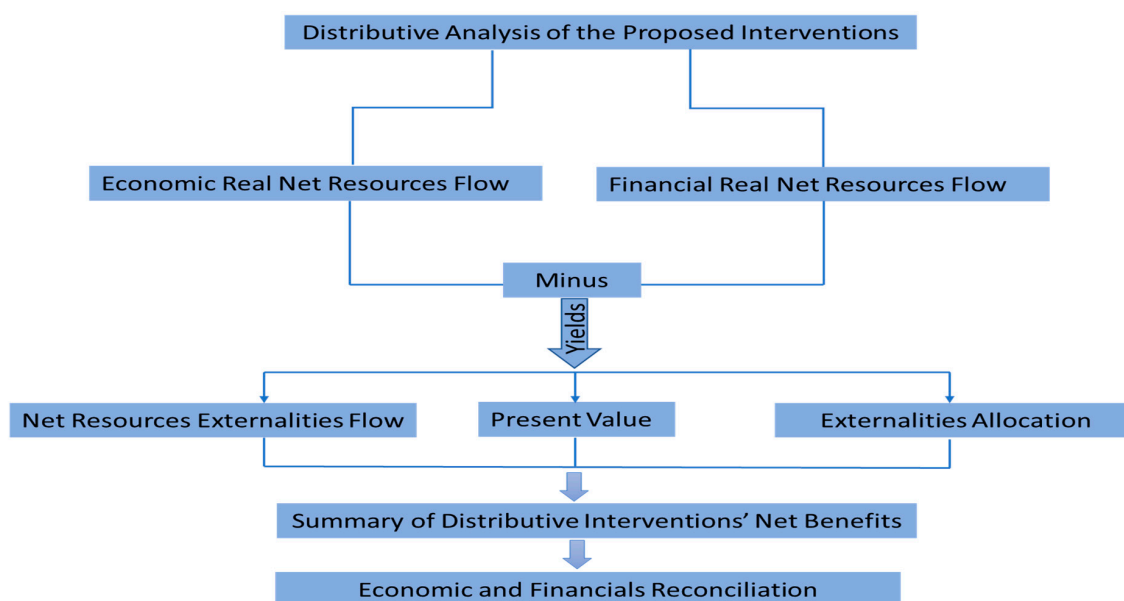 Distributive Analysis of the Proposed Interventions
Economic Real Net Resources Flow
Financial Real Net Resources Flow
Minus
Yields
Net Resources Externalities Flow
Present Value
Externalities Allocation
Summary of Distributive Interventions’ Net Benefits
Economic and Financials Reconciliation